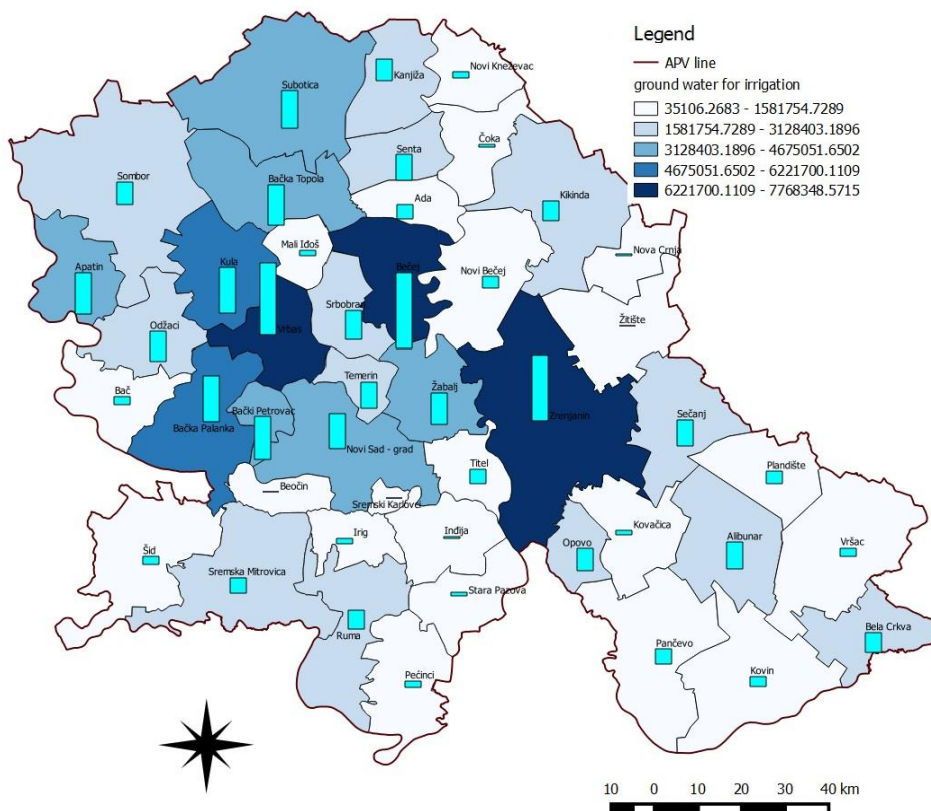 Legend
APV line
ground water for irrigation
35106.2683 - 1581754.7289
1581754.7289 - 3128403.1896
3128403.1896 - 4675051.6502
4675051.6502 - 6221700.1109
6221700.1109 - 7768348.5715
Subotica
Kanjiža
Novi Kneževac
Čoka
Senta
Sombor
Bačka Topola
Ada
Kikinda
Mali Iđoš
Nova Crnja
Apatin
Kula
Bečej
Novi Bečej
Srbobran
Vrbas
Žitište
Odžaci
Temerin
Žabalj
Bač
Bački Petrovac
Bačka Palanka
Zrenjanin
Sečanj
Novi Sad - grad
Titel
Plandište
Beočin
Sremski Karlovci
Irig
Inđija
Kovačica
Opovo
Alibunar
Vršac
Šid
Sremska Mitrovica
Stara Pazova
Ruma
Bela Crkva
Pančevo
Pećinci
Kovin
10 0 10 20 30 40 km